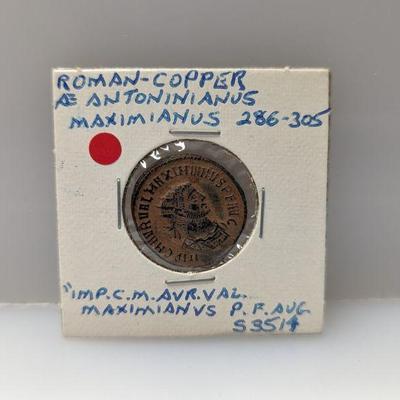 ROMAN-COPPER
Æ ANTONINIANUS
MAXIMIANUS 286-305
"IMP.C.M.AVR.VAL.
MAXIMIANVS P.F.AUG
S3514